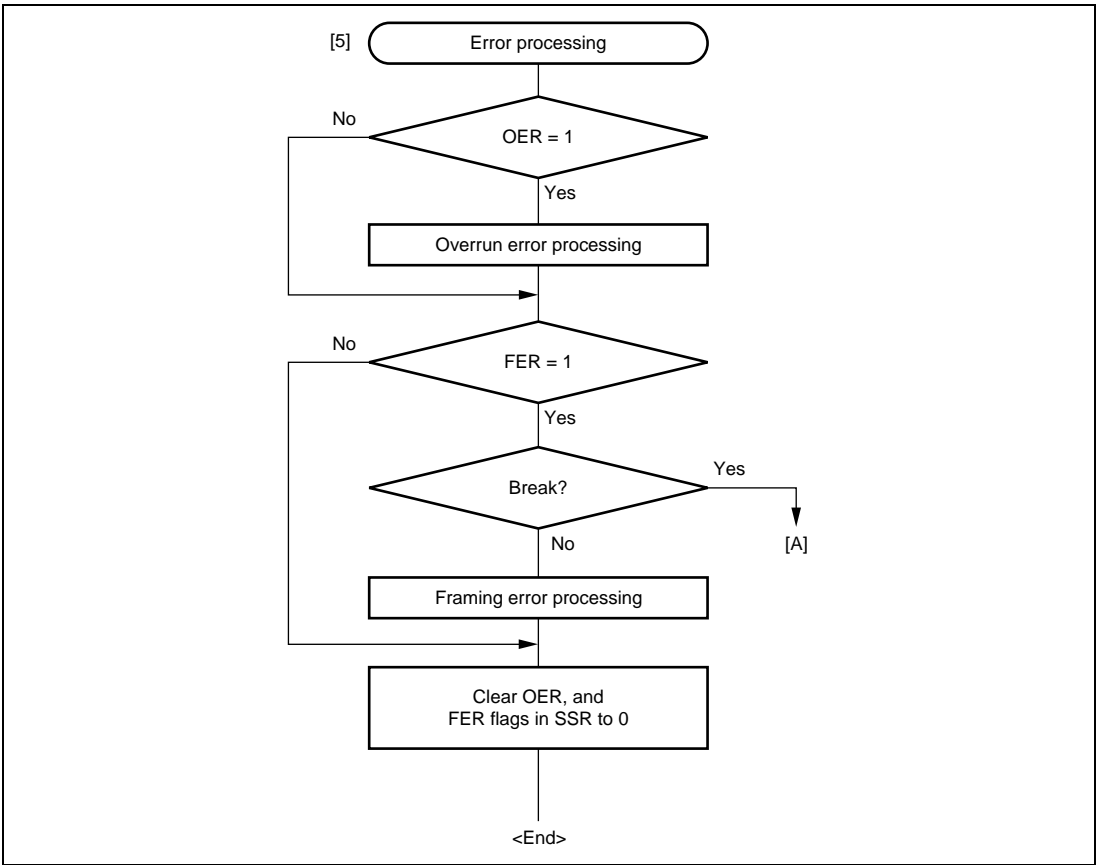 [5] Error processing
No
OER = 1
Yes
Overrun error processing
No
FER = 1
Yes
Break?
Yes
[A]
No
Framing error processing
Clear OER, and
FER flags in SSR to 0
<End>